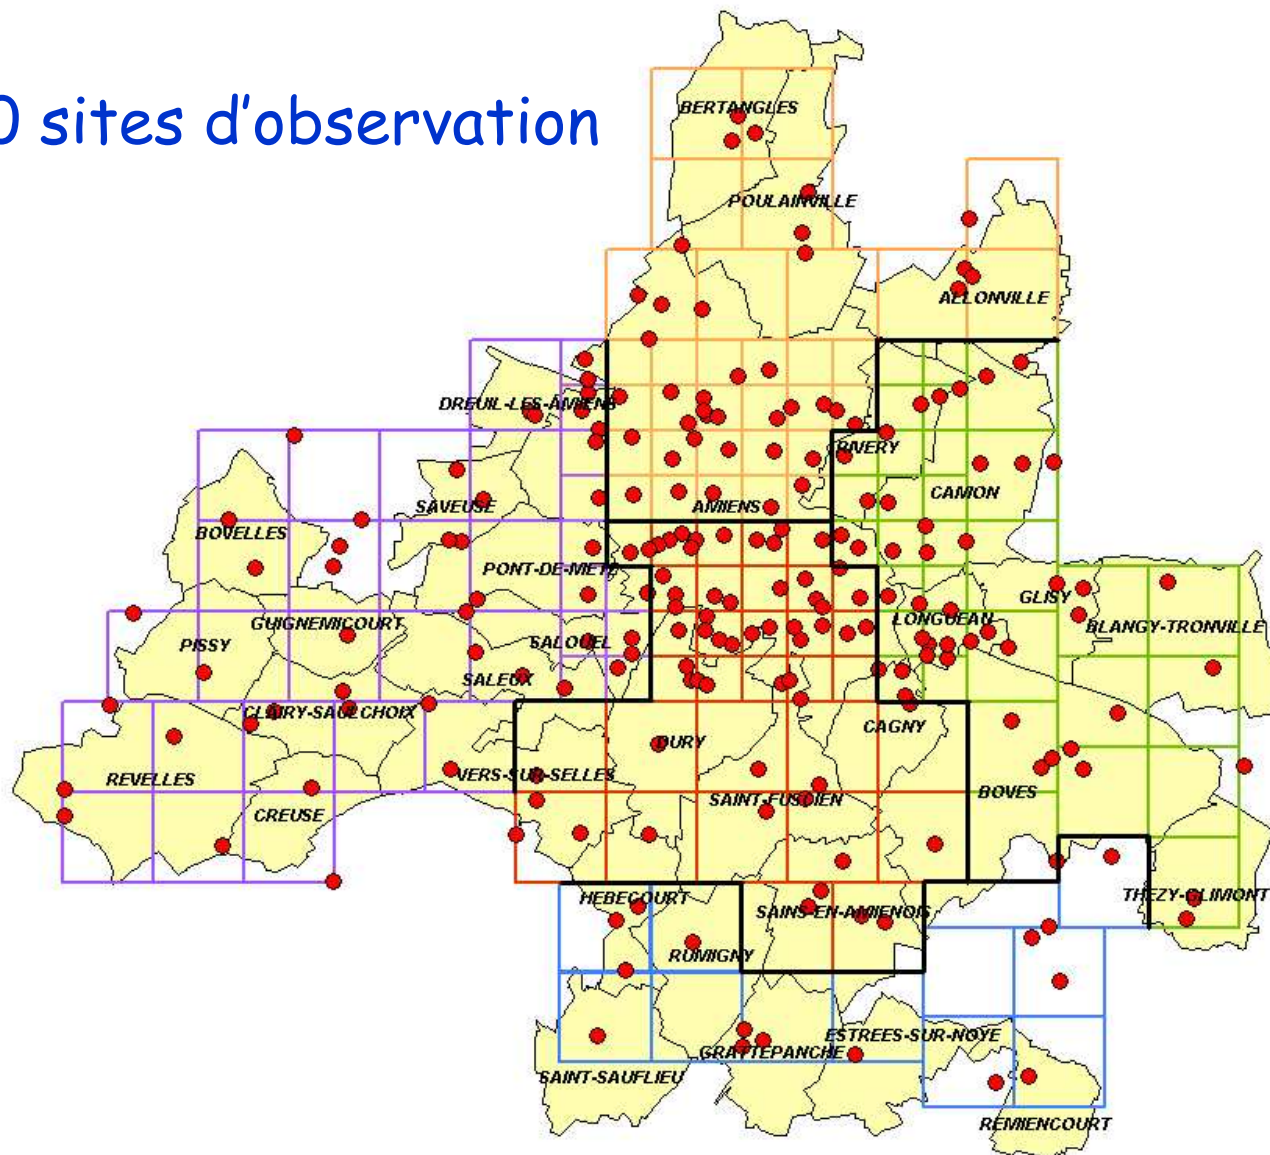 0 sites d'observation
BERTANGLES
POULAINVILLE
ALLONVILLE
DREUIL-LES-AMIENS
RIVERY
CAMON
SAVEUSE
AMIENS
BOVELLES
PONT-DE-METZ
GLISY
LONGUEAU
BLANGY-TRONVILLE
GUIGNEMICOURT
PISSY
SALOUEL
SALEUX
CLAIRY-SAULCHOIX
CAGNY
DURY
REVELLES
VERS-SUR-SELLES
BOVES
SAINT-FUSCIEN
CREUSE
HEBECOURT
THEZY-GLIMONT
SAINS-EN-AMIENOIS
RUMIGNY
ESTREES-SUR-NOYE
GRATTEPANCHE
SAINT-SAUFLIEU
REMIENCOURT